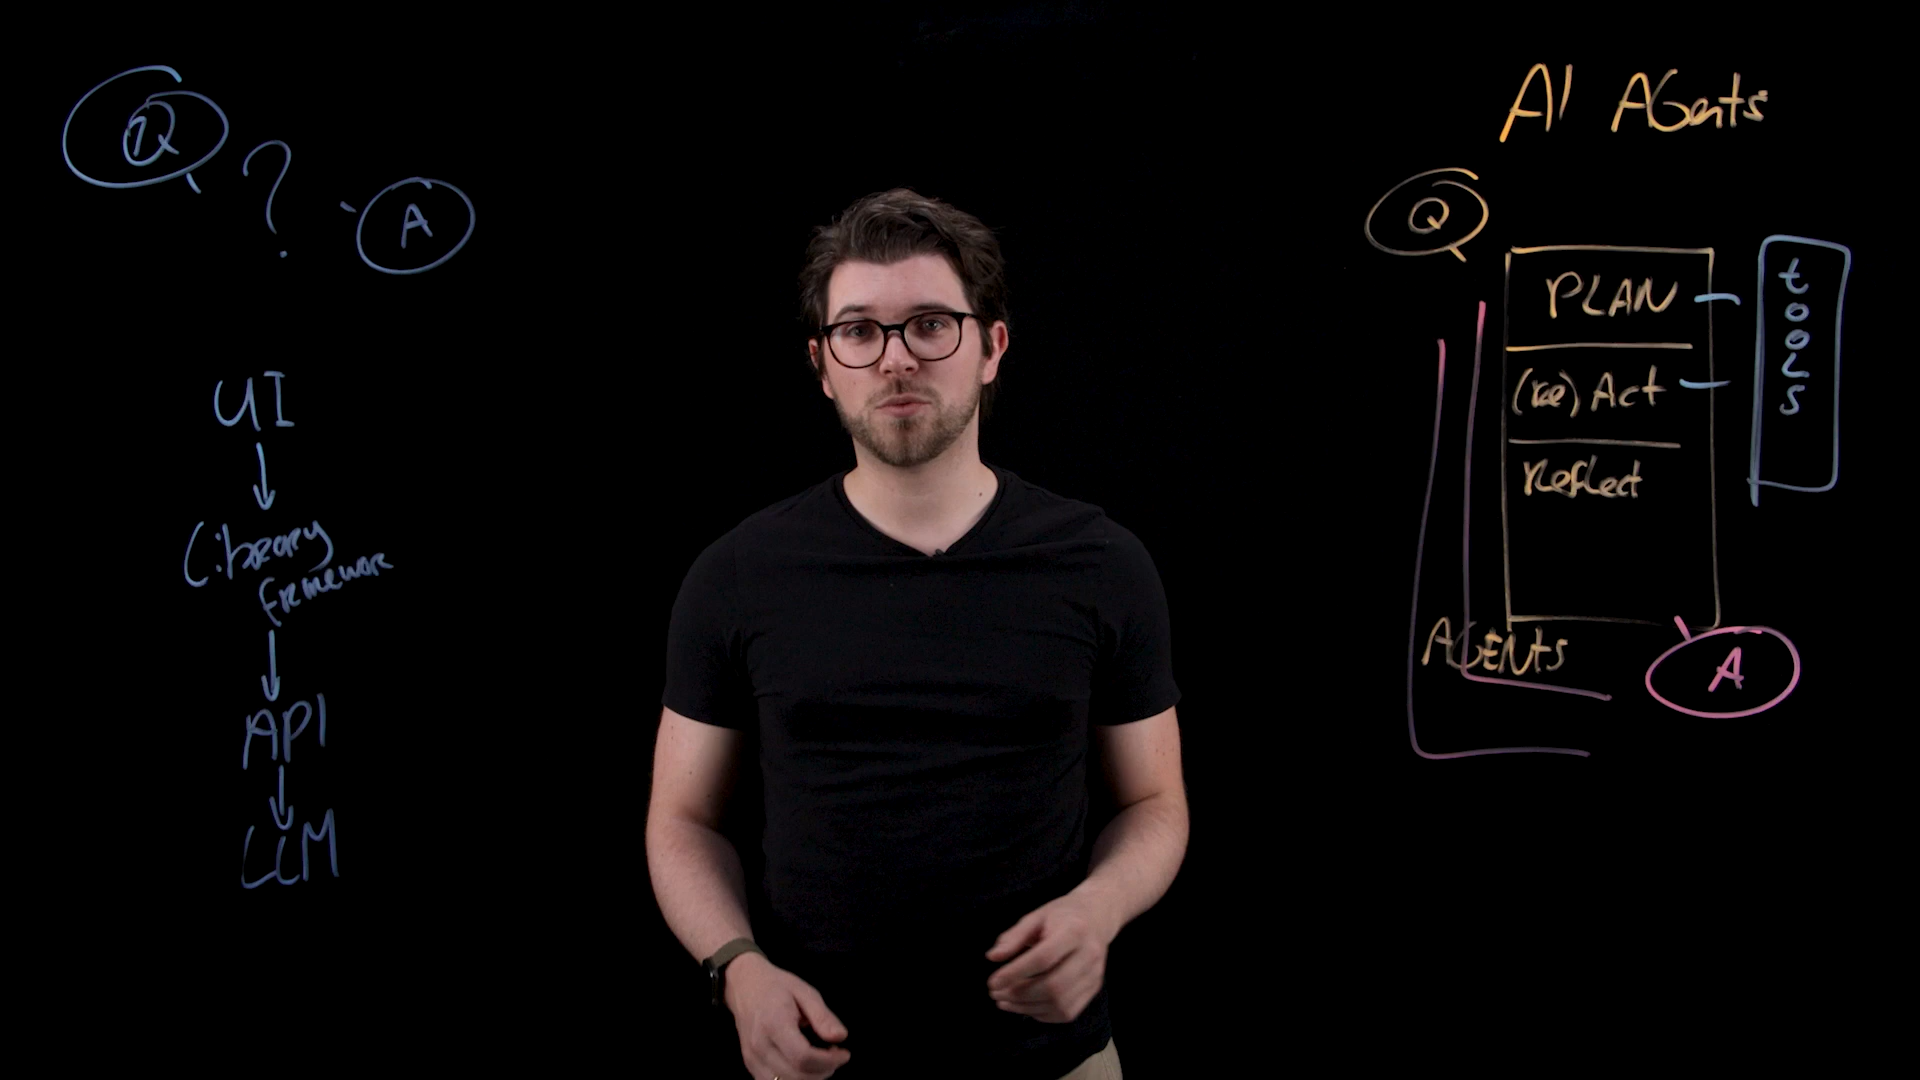 Q
?
A
UI
Library
framework
API
LLM
AI AGents
Q
PLAN
(re) Act
Reflect
tooLs
AGENts
A